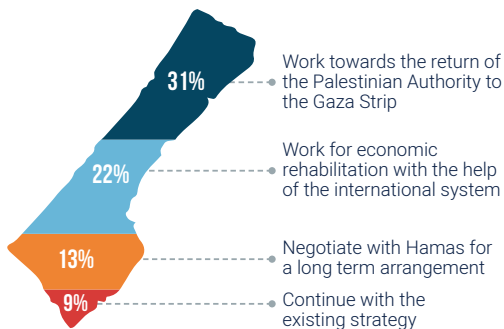 31%
Work towards the return of
the Palestinian Authority to
the Gaza Strip
22%
Work for economic
rehabilitation with the help
of the international system
13%
Negotiate with Hamas for
a long term arrangement
9%
Continue with the
existing strategy